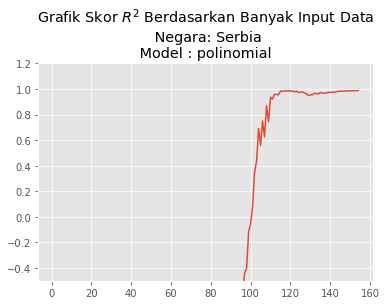 Grafik Skor R² Berdasarkan Banyak Input Data
Negara: Serbia
Model : polinomial
1.2
1.0
0.8
0.6
0.4
0.2
0.0
−0.2
−0.4
0 20 40 60 80 100 120 140 160